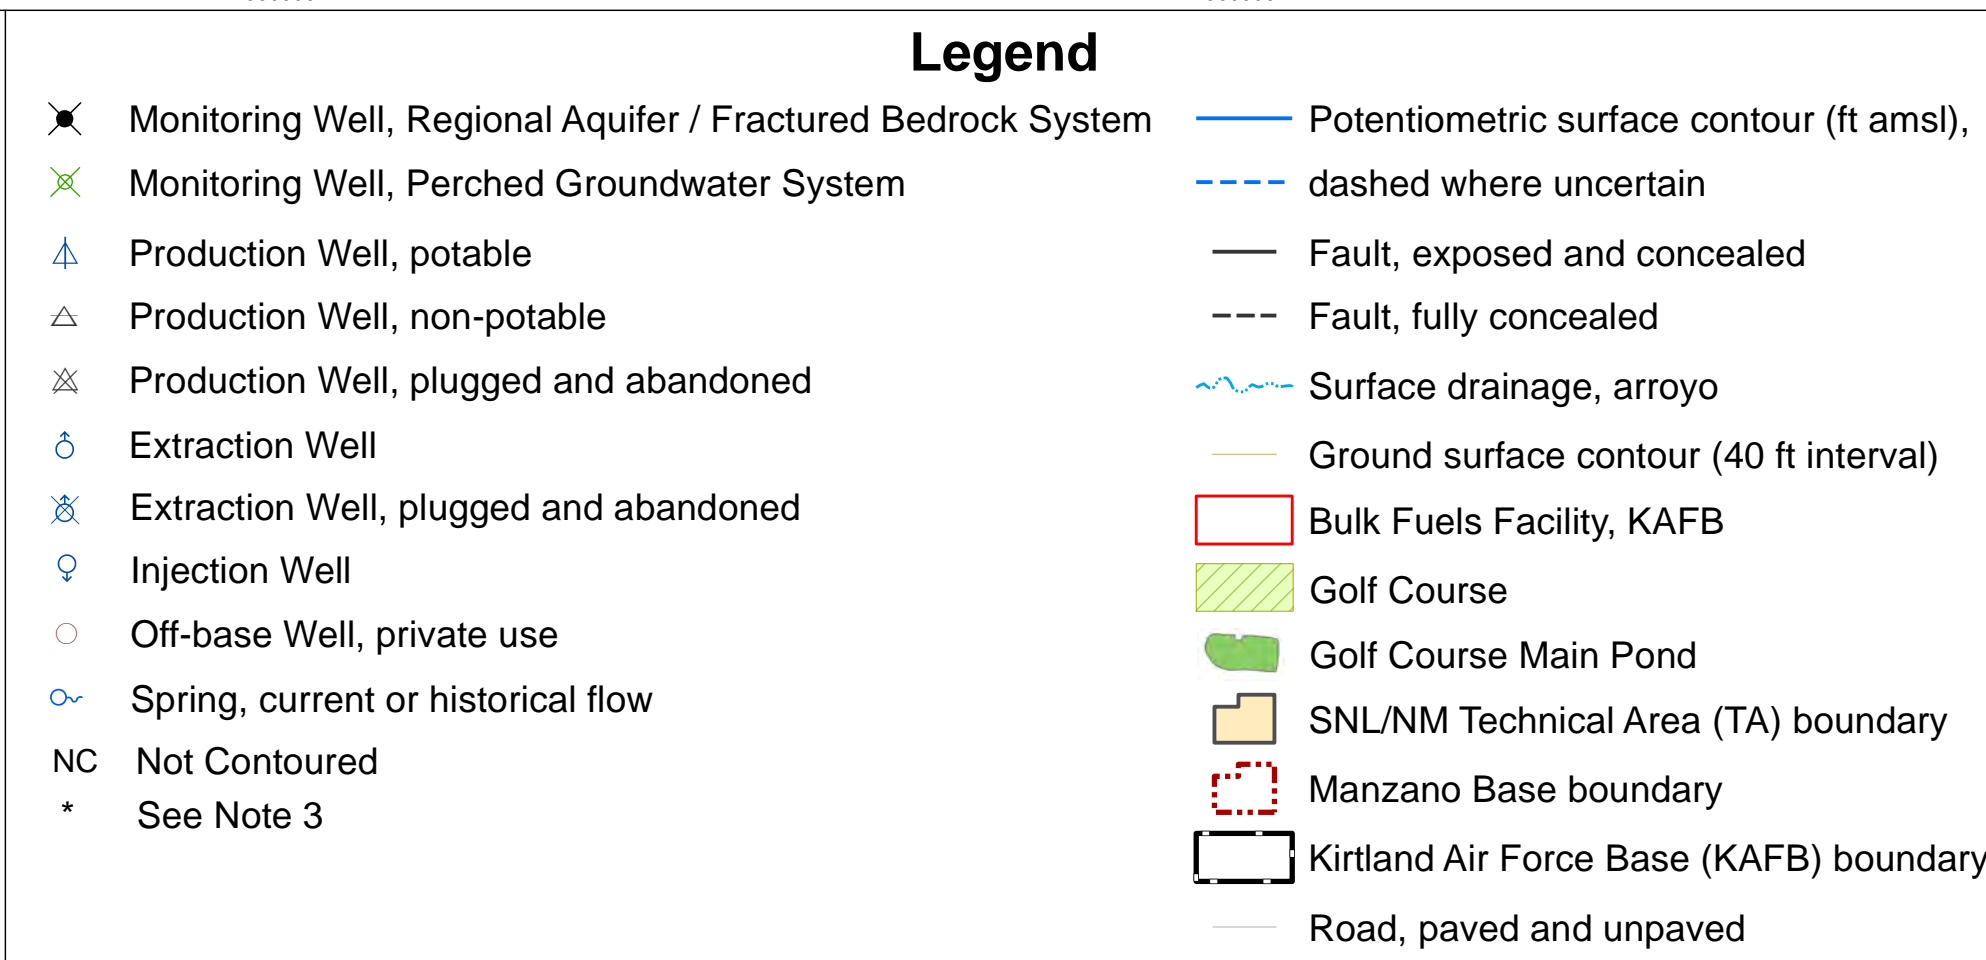 Legend
Monitoring Well, Regional Aquifer / Fractured Bedrock System
Monitoring Well, Perched Groundwater System
Production Well, potable
Production Well, non-potable
Production Well, plugged and abandoned
Extraction Well
Extraction Well, plugged and abandoned
Injection Well
Off-base Well, private use
Spring, current or historical flow
NC Not Contoured
* See Note 3
Potentiometric surface contour (ft amsl),
dashed where uncertain
Fault, exposed and concealed
Fault, fully concealed
Surface drainage, arroyo
Ground surface contour (40 ft interval)
Bulk Fuels Facility, KAFB
Golf Course
Golf Course Main Pond
SNL/NM Technical Area (TA) boundary
Manzano Base boundary
Kirtland Air Force Base (KAFB) boundary
Road, paved and unpaved